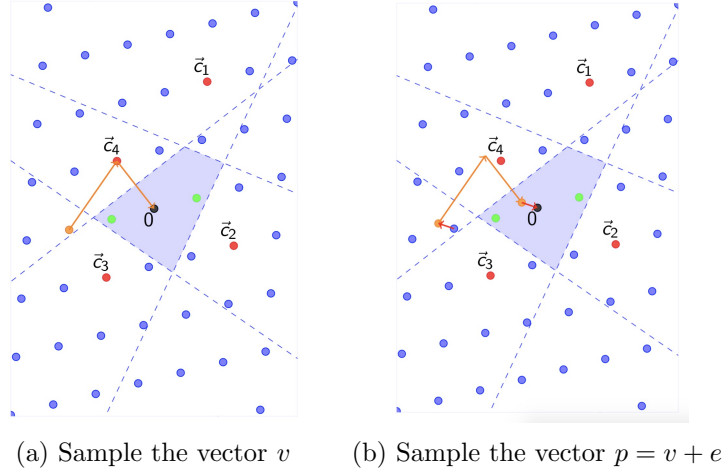 c⃗₁
c⃗₄
0
c⃗₂
c⃗₃
(a) Sample the vector v
c⃗₁
c⃗₄
0
c⃗₂
c⃗₃
(b) Sample the vector p = v + e